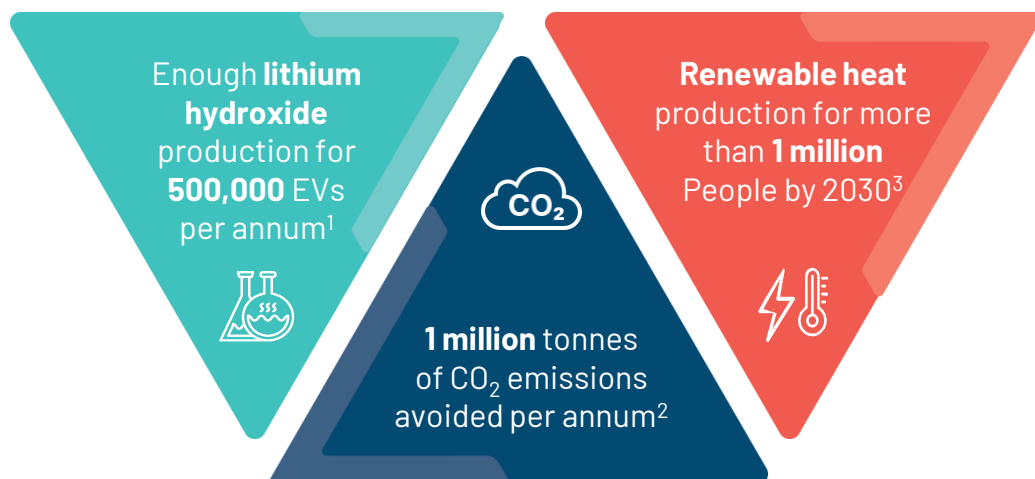 Enough lithium
hydroxide
production for
500,000 EVs
per annum¹
CO₂
1 million tonnes
of CO₂ emissions
avoided per annum²
Renewable heat
production for more
than 1 million
People by 2030³